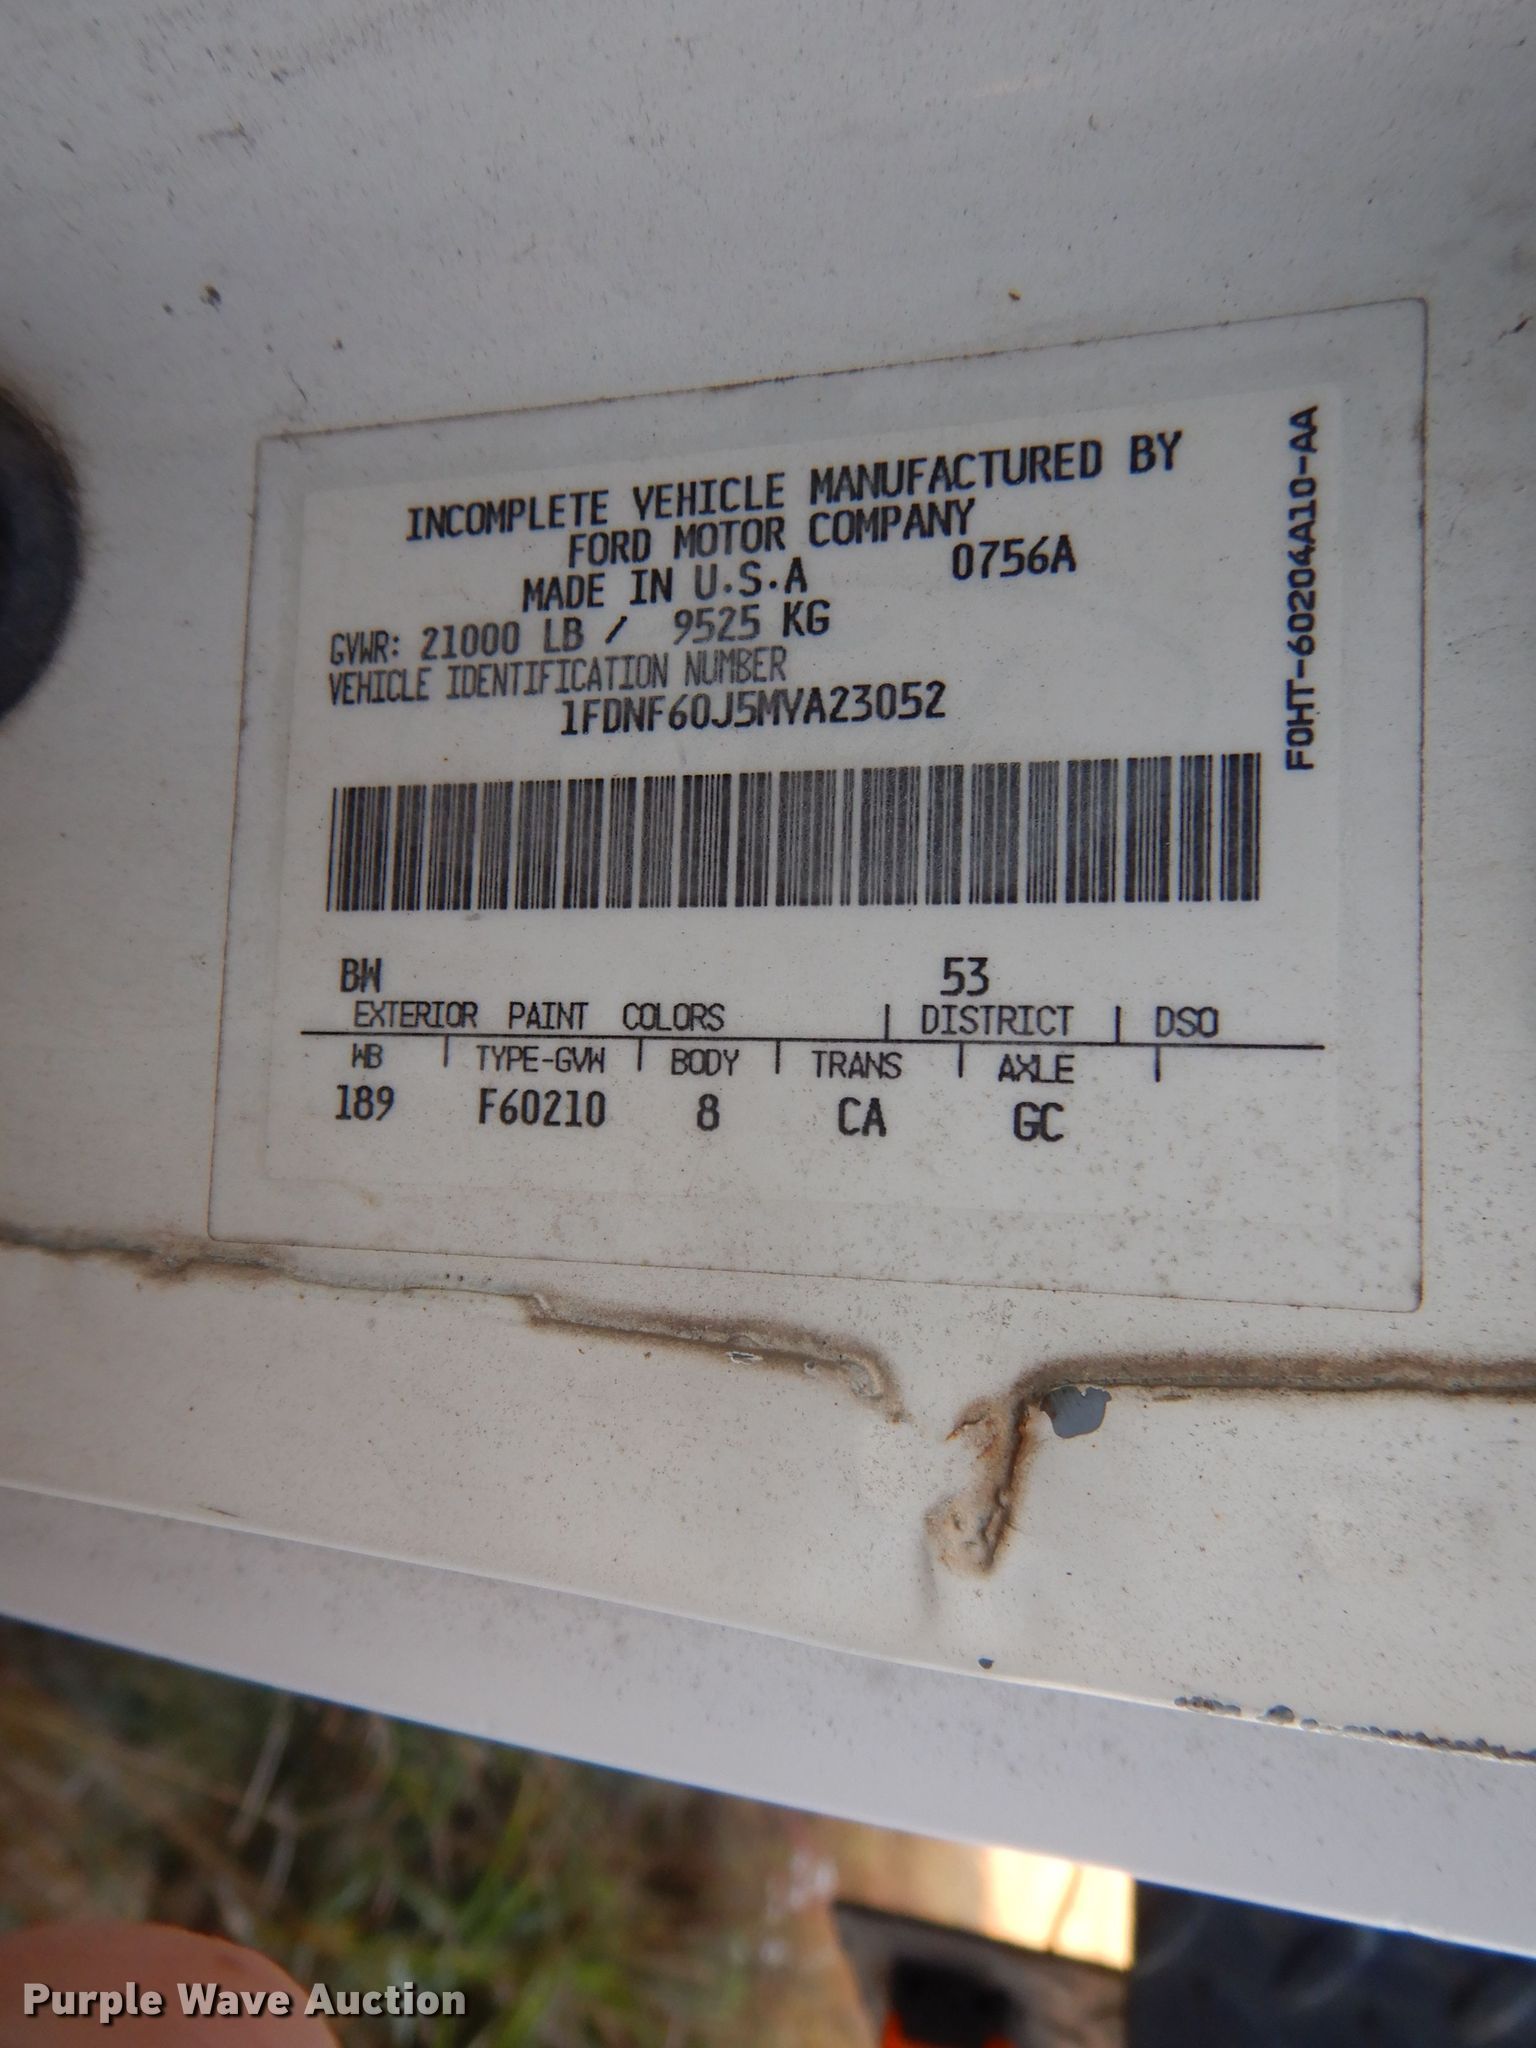 INCOMPLETE VEHICLE MANUFACTURED BY
FORD MOTOR COMPANY
MADE IN U.S.A 0756A
GVWR: 21000 LB / 9525 KG
VEHICLE IDENTIFICATION NUMBER
1FDNF60J5MVA23052
F0HT-60204A10-AA
BW 53
EXTERIOR PAINT COLORS | DISTRICT | DSO
WB | TYPE-GVW | BODY | TRANS | AXLE |
189 F60210 8 CA GC
Purple Wave Auction